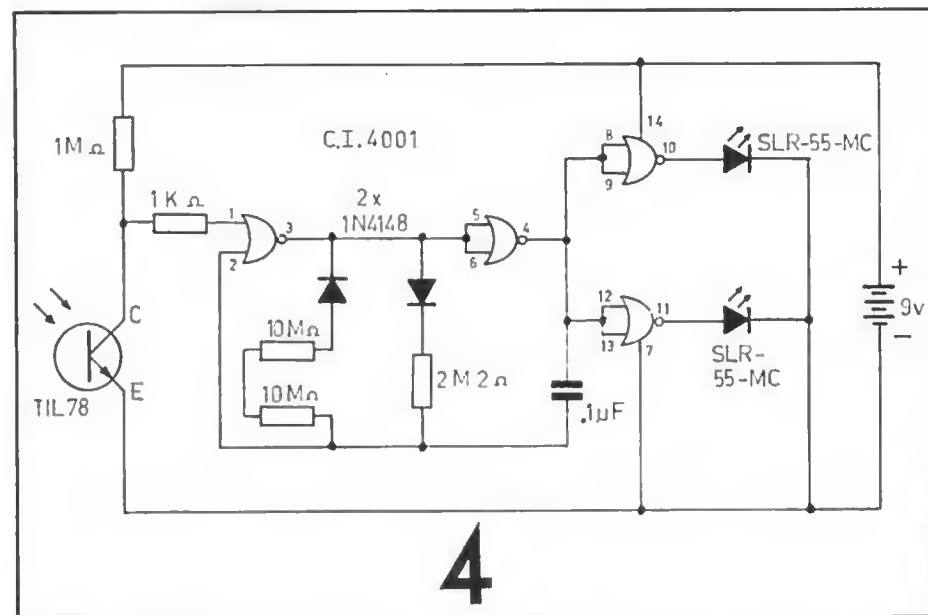 1MΩ
C.I.4001
1KΩ
1
2
3
2x
1N4148
5
6
4
8
9
14
10
SLR-55-MC
12
13
11
7
SLR-
55-MC
+
9v
-
C
E
TIL78
10MΩ
10MΩ
2M2Ω
.1µF
4